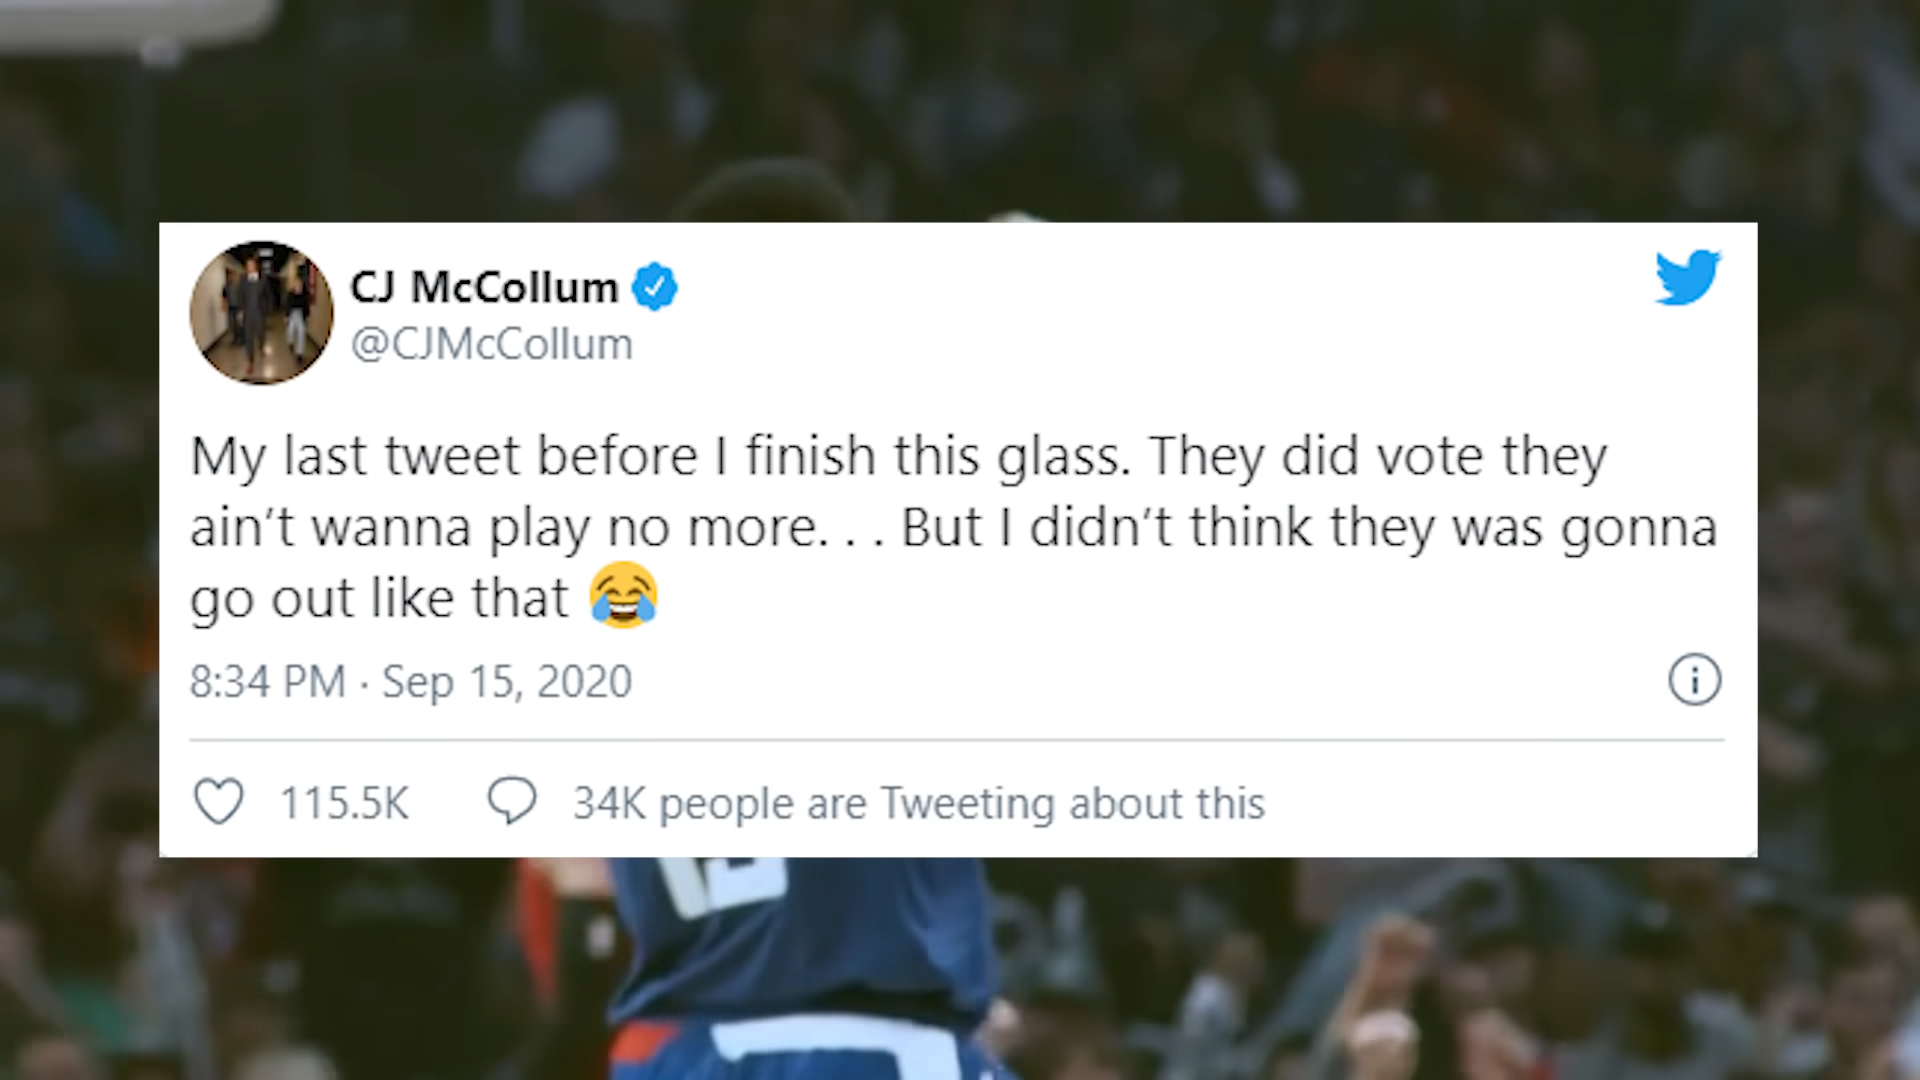 CJ McCollum
@CJMcCollum
My last tweet before I finish this glass. They did vote they
ain’t wanna play no more. . . But I didn’t think they was gonna
go out like that 😂
8:34 PM · Sep 15, 2020
115.5K 34K people are Tweeting about this